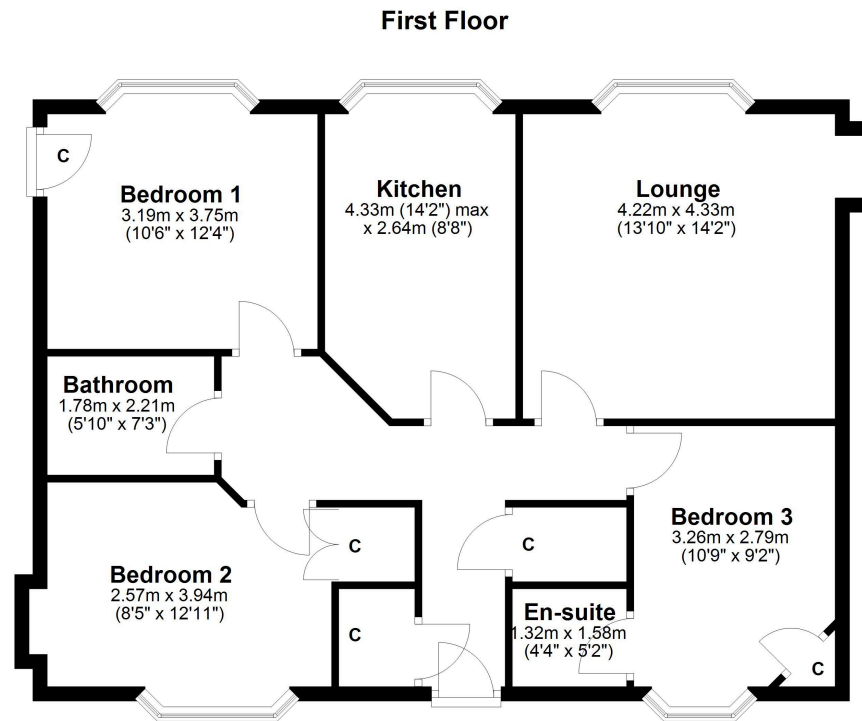 First Floor
C
Bedroom 1
3.19m x 3.75m
(10'6" x 12'4")
Kitchen
4.33m (14'2") max
x 2.64m (8'8")
Lounge
4.22m x 4.33m
(13'10" x 14'2")
Bathroom
1.78m x 2.21m
(5'10" x 7'3")
Bedroom 2
2.57m x 3.94m
(8'5" x 12'11")
C
C
C
Bedroom 3
3.26m x 2.79m
(10'9" x 9'2")
En-suite
1.32m x 1.58m
(4'4" x 5'2")
C